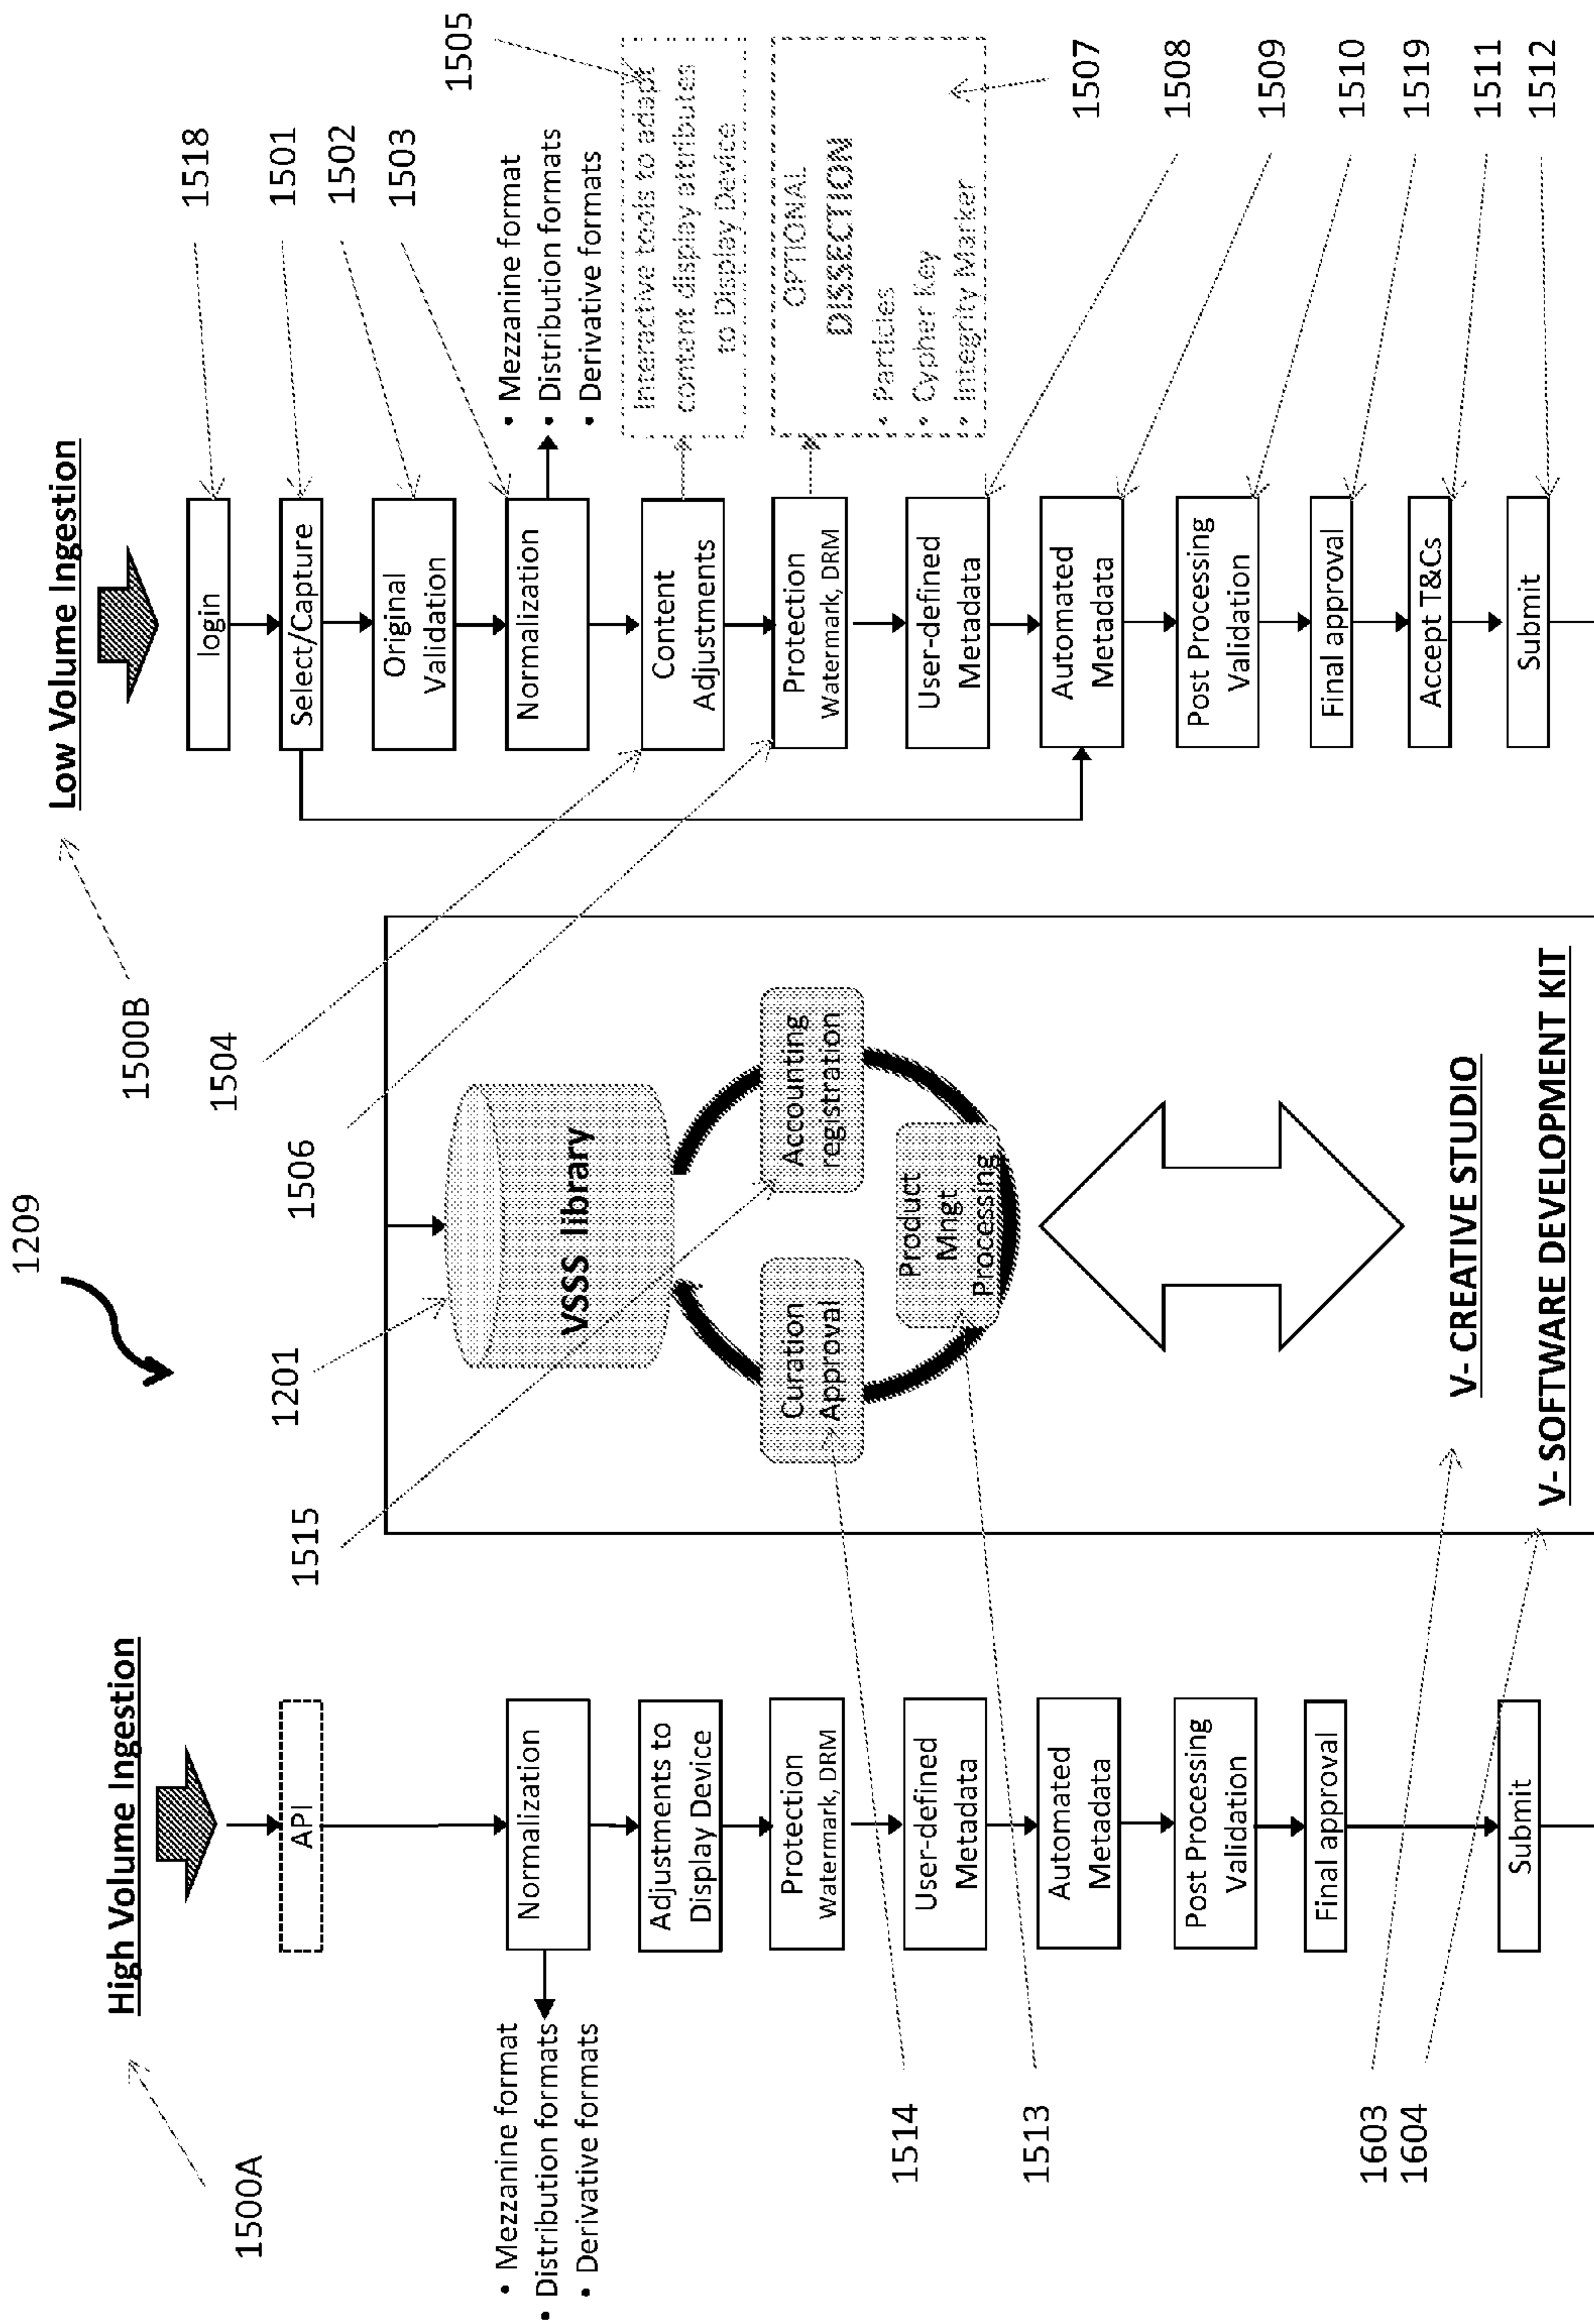 1209
High Volume Ingestion
1500A
API
Normalization
• Mezzanine format
• Distribution formats
• Derivative formats
Adjustments to
Display Device
Protection
Watermark, DRM
User-defined
Metadata
Automated
Metadata
Post Processing
Validation
Final approval
Submit
1514
1513
1603
1604
1515
1201
VSSS library
Curation
Approval
Accounting
registration
Product
Mngt
Processing
V- CREATIVE STUDIO
V- SOFTWARE DEVELOPMENT KIT
1506
1504
1500B
Low Volume Ingestion
login
Select/Capture
Original
Validation
Normalization
• Mezzanine format
• Distribution formats
• Derivative formats
Content
Adjustments
Interactive tools to adapt
content display attributes
to Display Device
Protection
Watermark, DRM
OPTIONAL
DISSECTION
• Particles
• Cypher Key
• Integrity Marker
User-defined
Metadata
Automated
Metadata
Post Processing
Validation
Final approval
Accept T&Cs
Submit
1518
1501
1502
1503
1505
1507
1508
1509
1510
1519
1511
1512